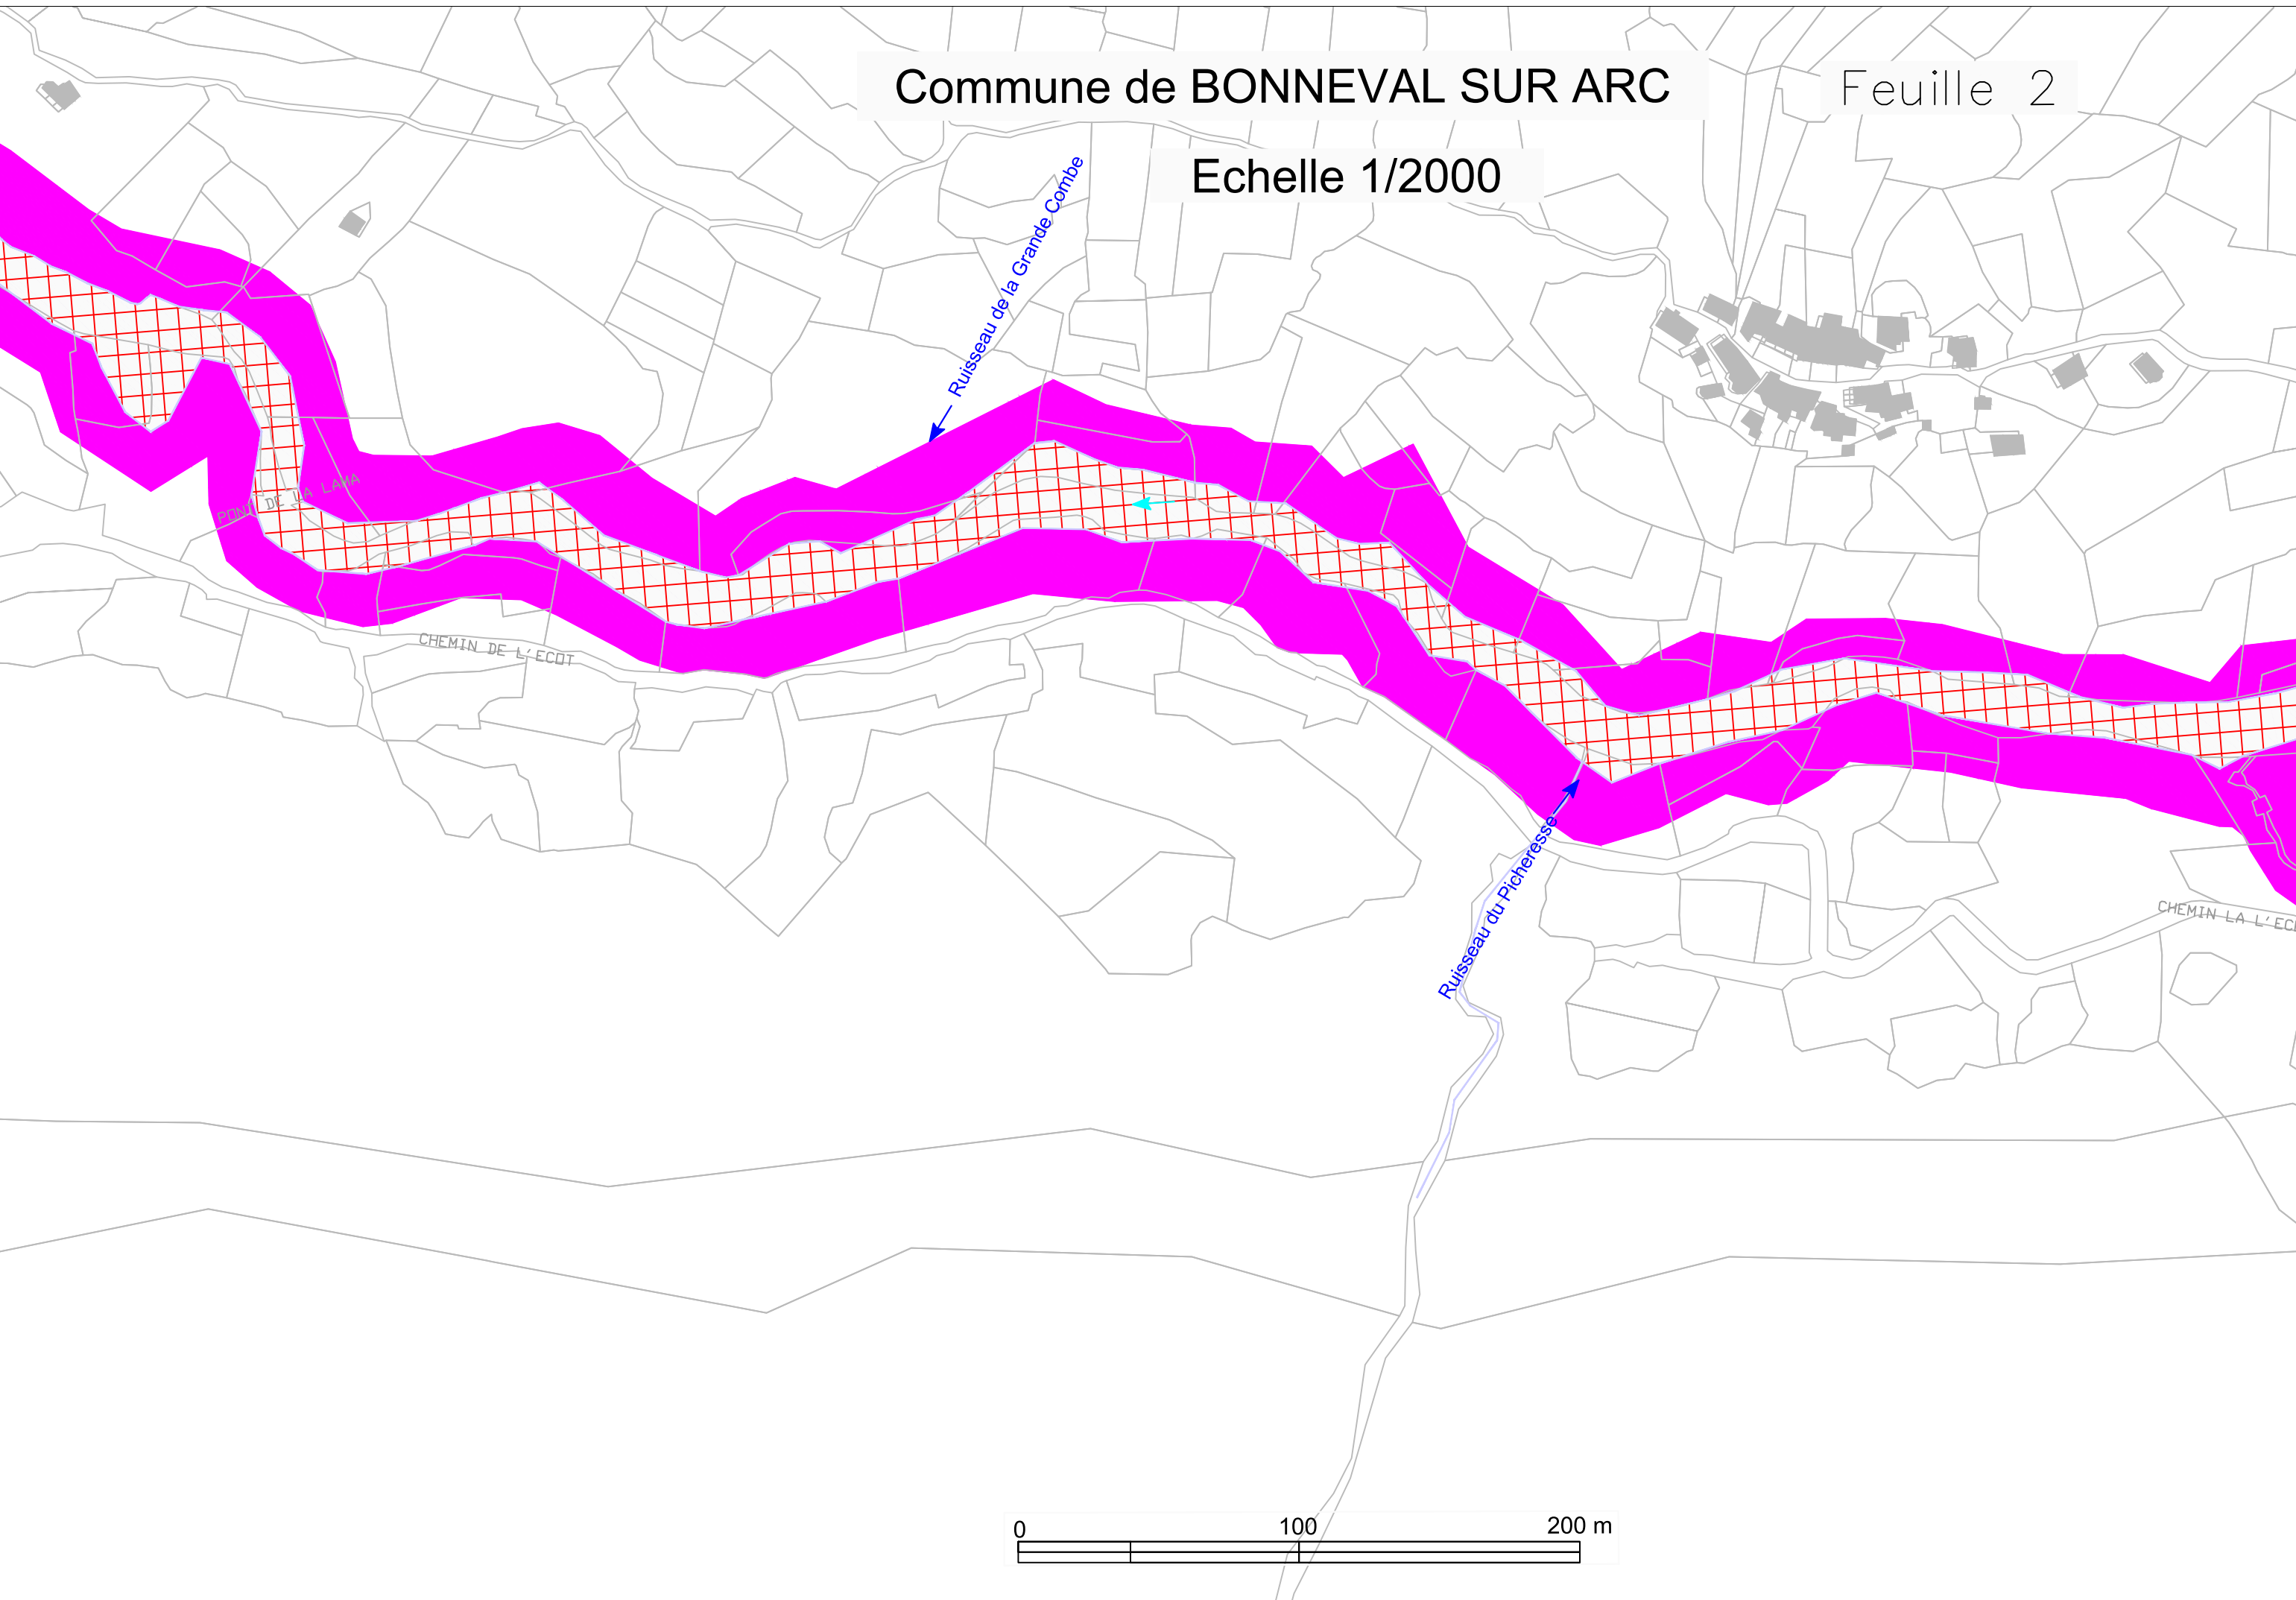 Commune de BONNEVAL SUR ARC
Feuille 2
Echelle 1/2000
Ruisseau de la Grande Combe
PONT DE LA LAMA
CHEMIN DE L'ECOT
Ruisseau du Picheresse
CHEMIN LA L'EC
0 100 200 m